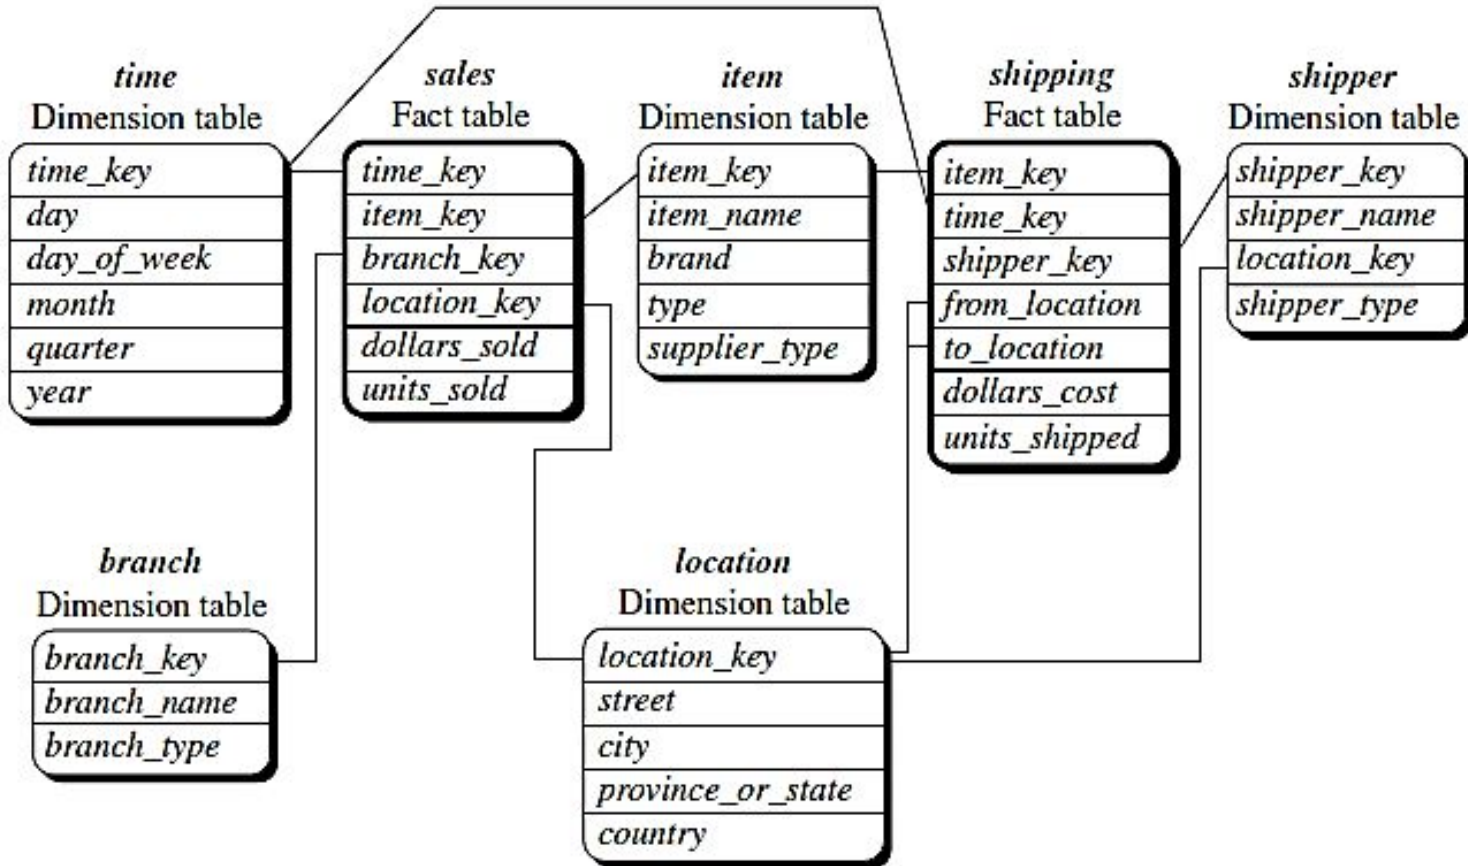 time
Dimension table
time_key
day
day_of_week
month
quarter
year
sales
Fact table
time_key
item_key
branch_key
location_key
dollars_sold
units_sold
item
Dimension table
item_key
item_name
brand
type
supplier_type
shipping
Fact table
item_key
time_key
shipper_key
from_location
to_location
dollars_cost
units_shipped
shipper
Dimension table
shipper_key
shipper_name
location_key
shipper_type
branch
Dimension table
branch_key
branch_name
branch_type
location
Dimension table
location_key
street
city
province_or_state
country